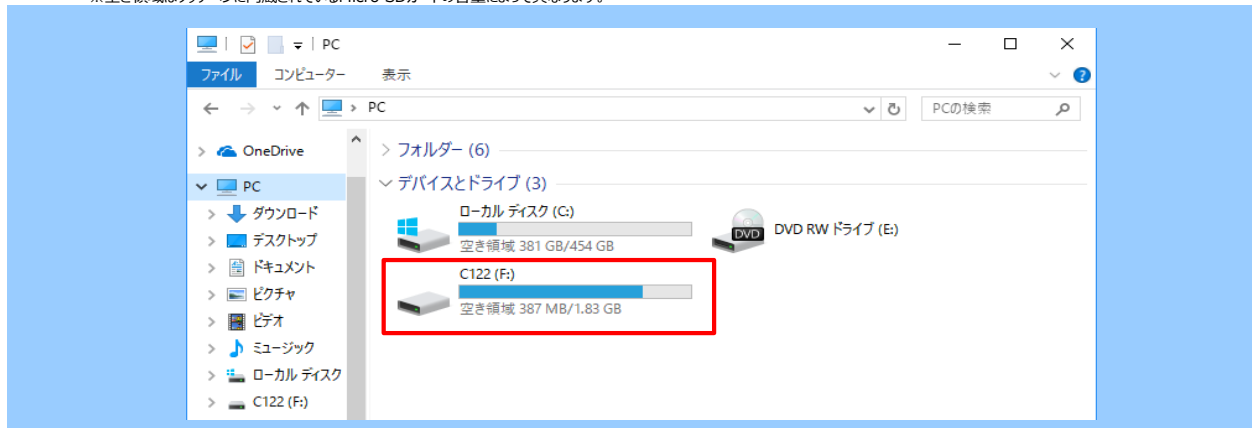 PC
ファイル コンピューター 表示
PC
PCの検索
OneDrive
PC
ダウンロード
デスクトップ
ドキュメント
ピクチャ
ビデオ
ミュージック
ローカル ディスク
C122 (F:)
フォルダー (6)
デバイスとドライブ (3)
ローカル ディスク (C:)
空き領域 381 GB/454 GB
DVD
DVD RW ドライブ (E:)
C122 (F:)
空き領域 387 MB/1.83 GB